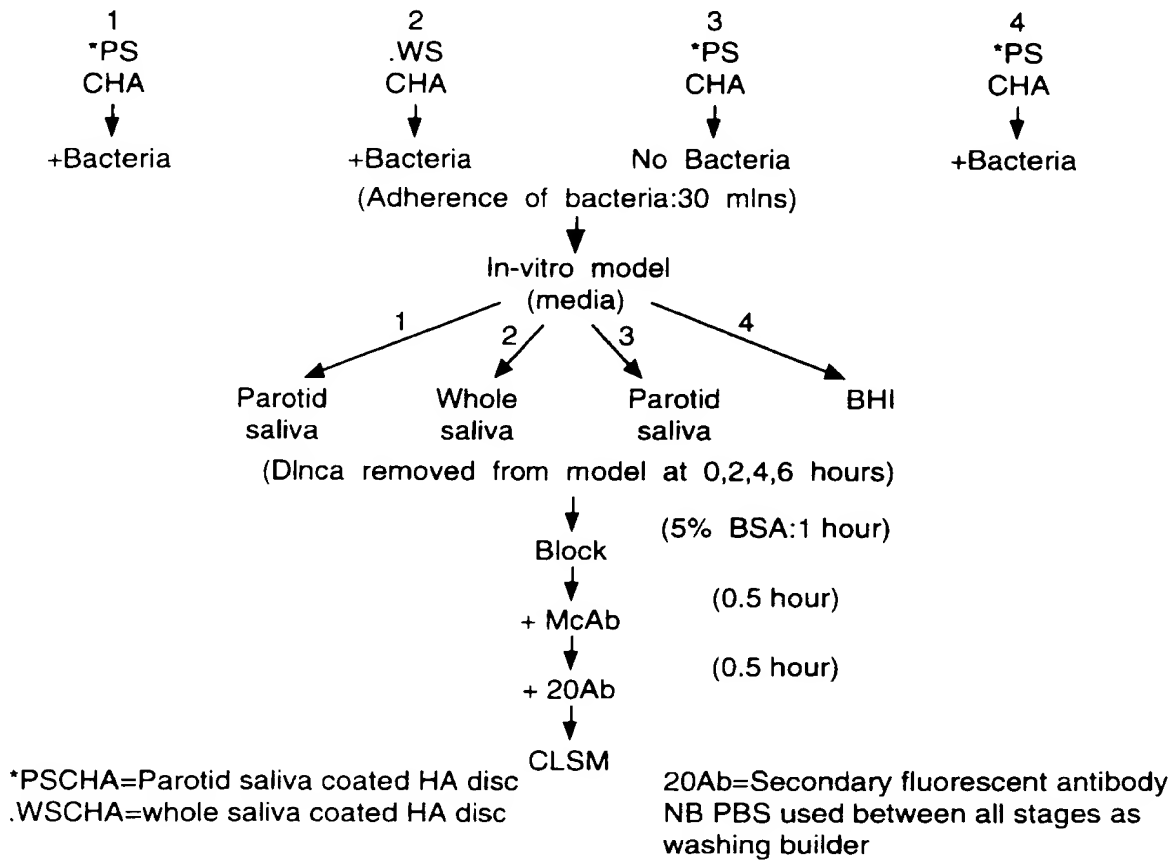 1 2 3 4
*PS .WS *PS *PS
CHA CHA CHA CHA
+Bacteria +Bacteria No Bacteria +Bacteria
(Adherence of bacteria:30 mlns)
In-vitro model
(media)
1 2 3 4
Parotid Whole Parotid BHI
saliva saliva saliva
(DInca removed from model at 0,2,4,6 hours)
(5% BSA:1 hour)
Block
(0.5 hour)
+ McAb
(0.5 hour)
+ 20Ab
CLSM
*PSCHA=Parotid saliva coated HA disc
.WSCHA=whole saliva coated HA disc
20Ab=Secondary fluorescent antibody
NB PBS used between all stages as
washing builder